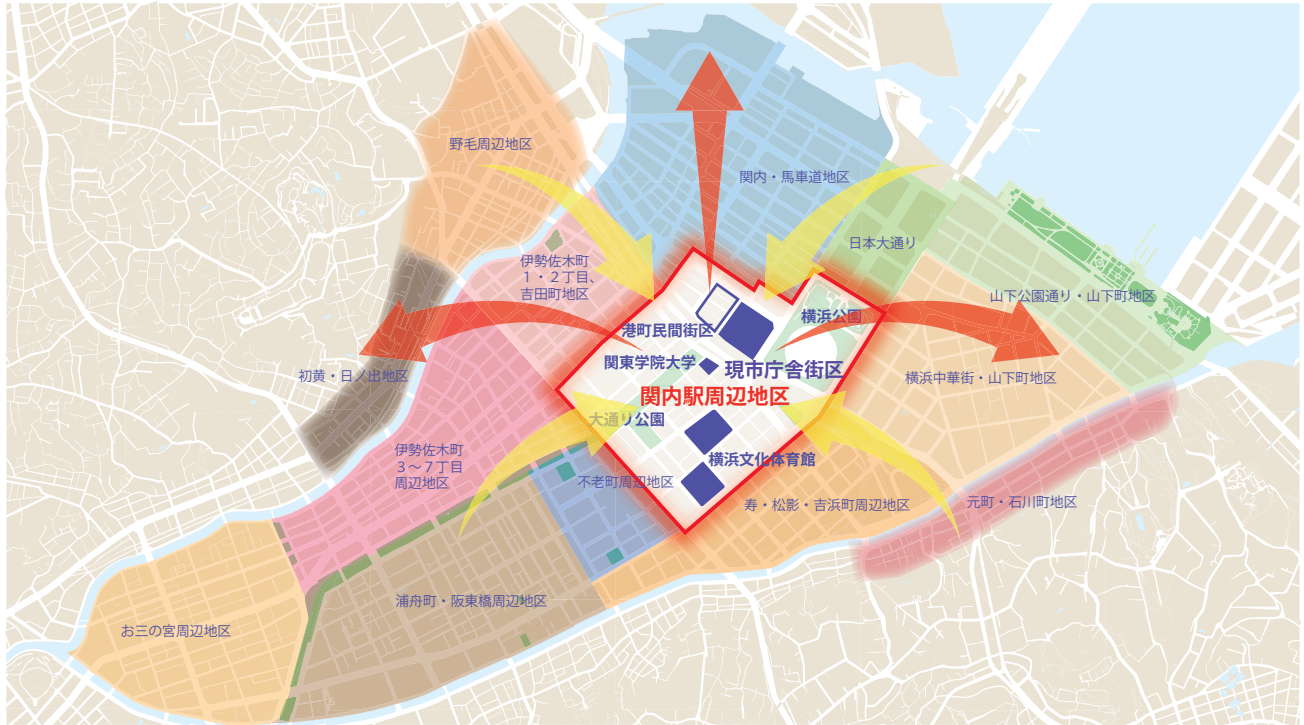 野毛周辺地区
関内・馬車道地区
日本大通り
伊勢佐木町
１・２丁目、
吉田町地区
山下公園通り・山下町地区
横浜公園
港町民間街区
関東学院大学
現市庁舎街区
初黄・日ノ出地区
横浜中華街・山下町地区
関内駅周辺地区
大通り公園
伊勢佐木町
３～７丁目
周辺地区
横浜文化体育館
不老町周辺地区
寿・松影・吉浜町周辺地区
元町・石川町地区
浦舟町・阪東橋周辺地区
お三の宮周辺地区